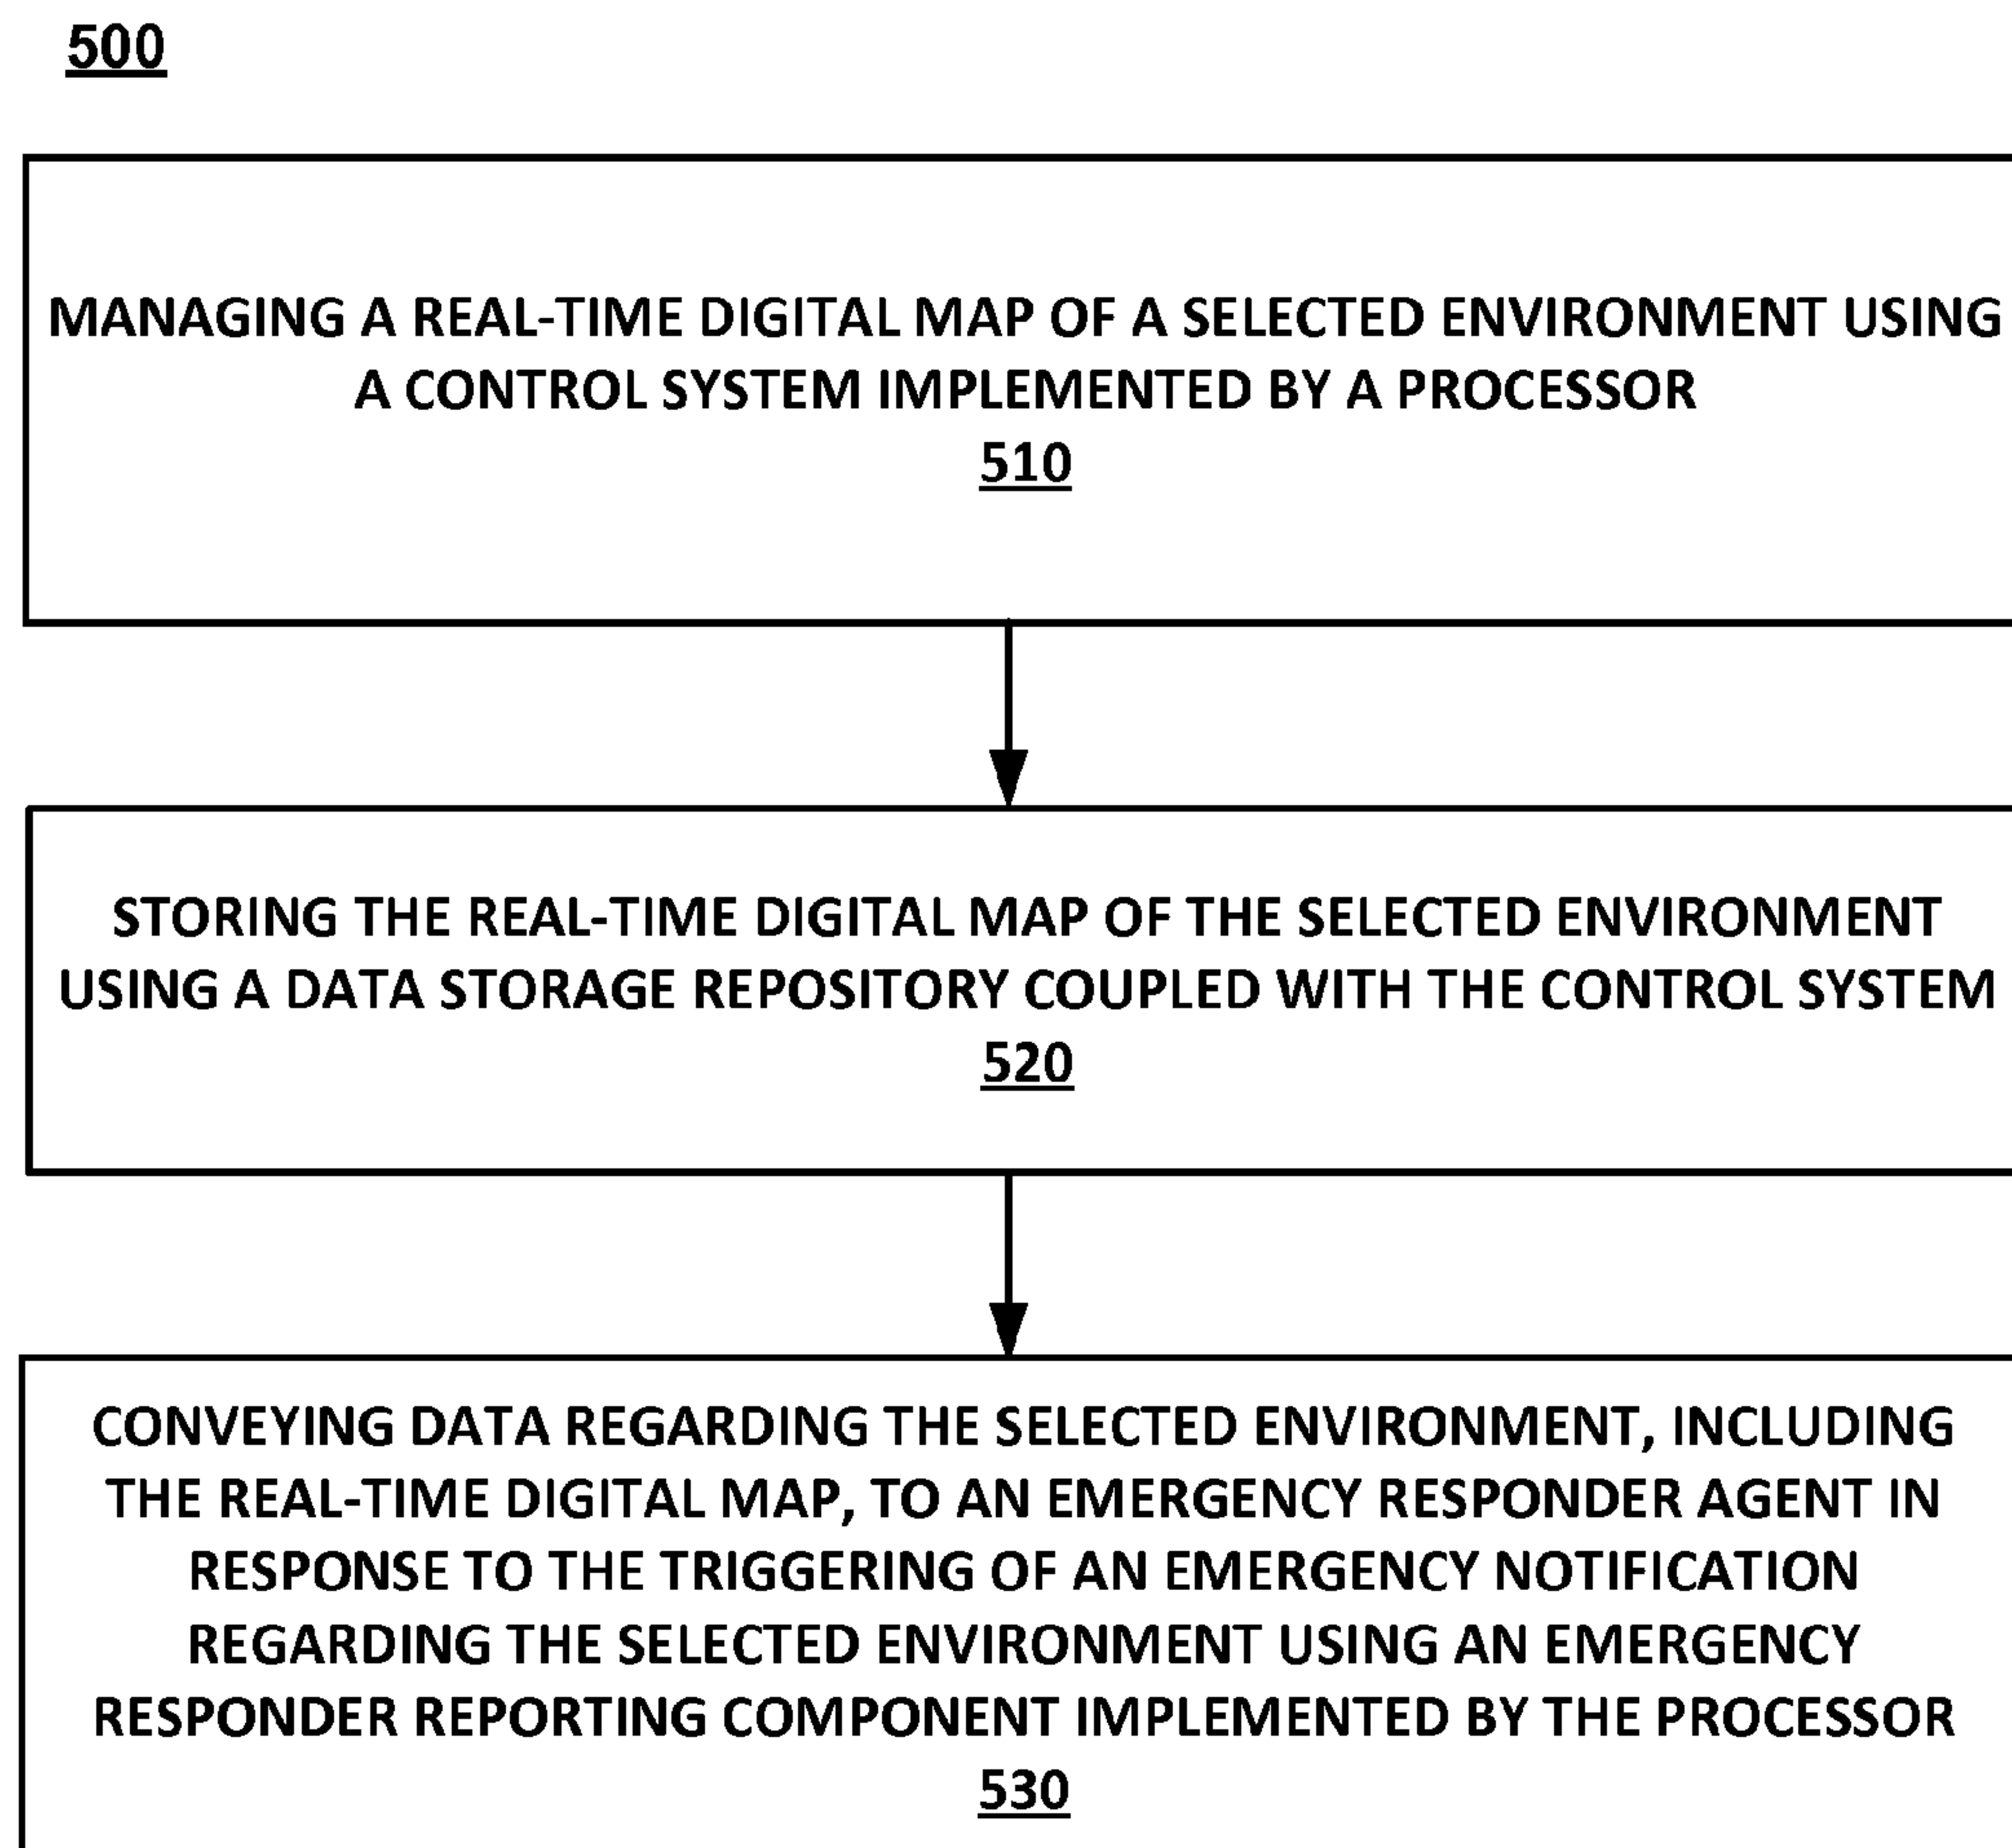 500
MANAGING A REAL-TIME DIGITAL MAP OF A SELECTED ENVIRONMENT USING
A CONTROL SYSTEM IMPLEMENTED BY A PROCESSOR
510
STORING THE REAL-TIME DIGITAL MAP OF THE SELECTED ENVIRONMENT
USING A DATA STORAGE REPOSITORY COUPLED WITH THE CONTROL SYSTEM
520
CONVEYING DATA REGARDING THE SELECTED ENVIRONMENT, INCLUDING
THE REAL-TIME DIGITAL MAP, TO AN EMERGENCY RESPONDER AGENT IN
RESPONSE TO THE TRIGGERING OF AN EMERGENCY NOTIFICATION
REGARDING THE SELECTED ENVIRONMENT USING AN EMERGENCY
RESPONDER REPORTING COMPONENT IMPLEMENTED BY THE PROCESSOR
530